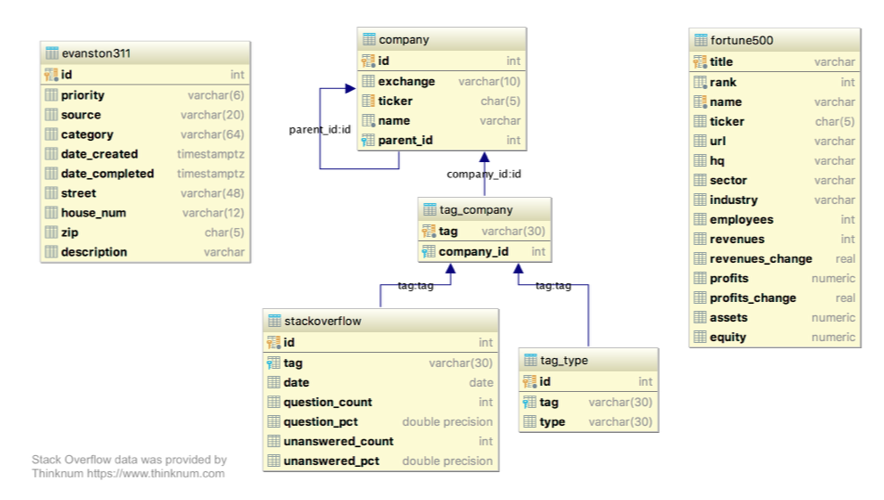 evanston311
id int
priority varchar(6)
source varchar(20)
category varchar(64)
date_created timestamptz
date_completed timestamptz
street varchar(48)
house_num varchar(12)
zip char(5)
description varchar
company
id int
exchange varchar(10)
ticker char(5)
name varchar
parent_id int
parent_id:id
company_id:id
tag_company
tag varchar(30)
company_id int
tag:tag
tag:tag
stackoverflow
id int
tag varchar(30)
date date
question_count int
question_pct double precision
unanswered_count int
unanswered_pct double precision
tag_type
id int
tag varchar(30)
type varchar(30)
fortune500
title varchar
rank int
name varchar
ticker char(5)
url varchar
hq varchar
sector varchar
industry varchar
employees int
revenues int
revenues_change real
profits numeric
profits_change real
assets numeric
equity numeric
Stack Overflow data was provided by
Thinknum https://www.thinknum.com